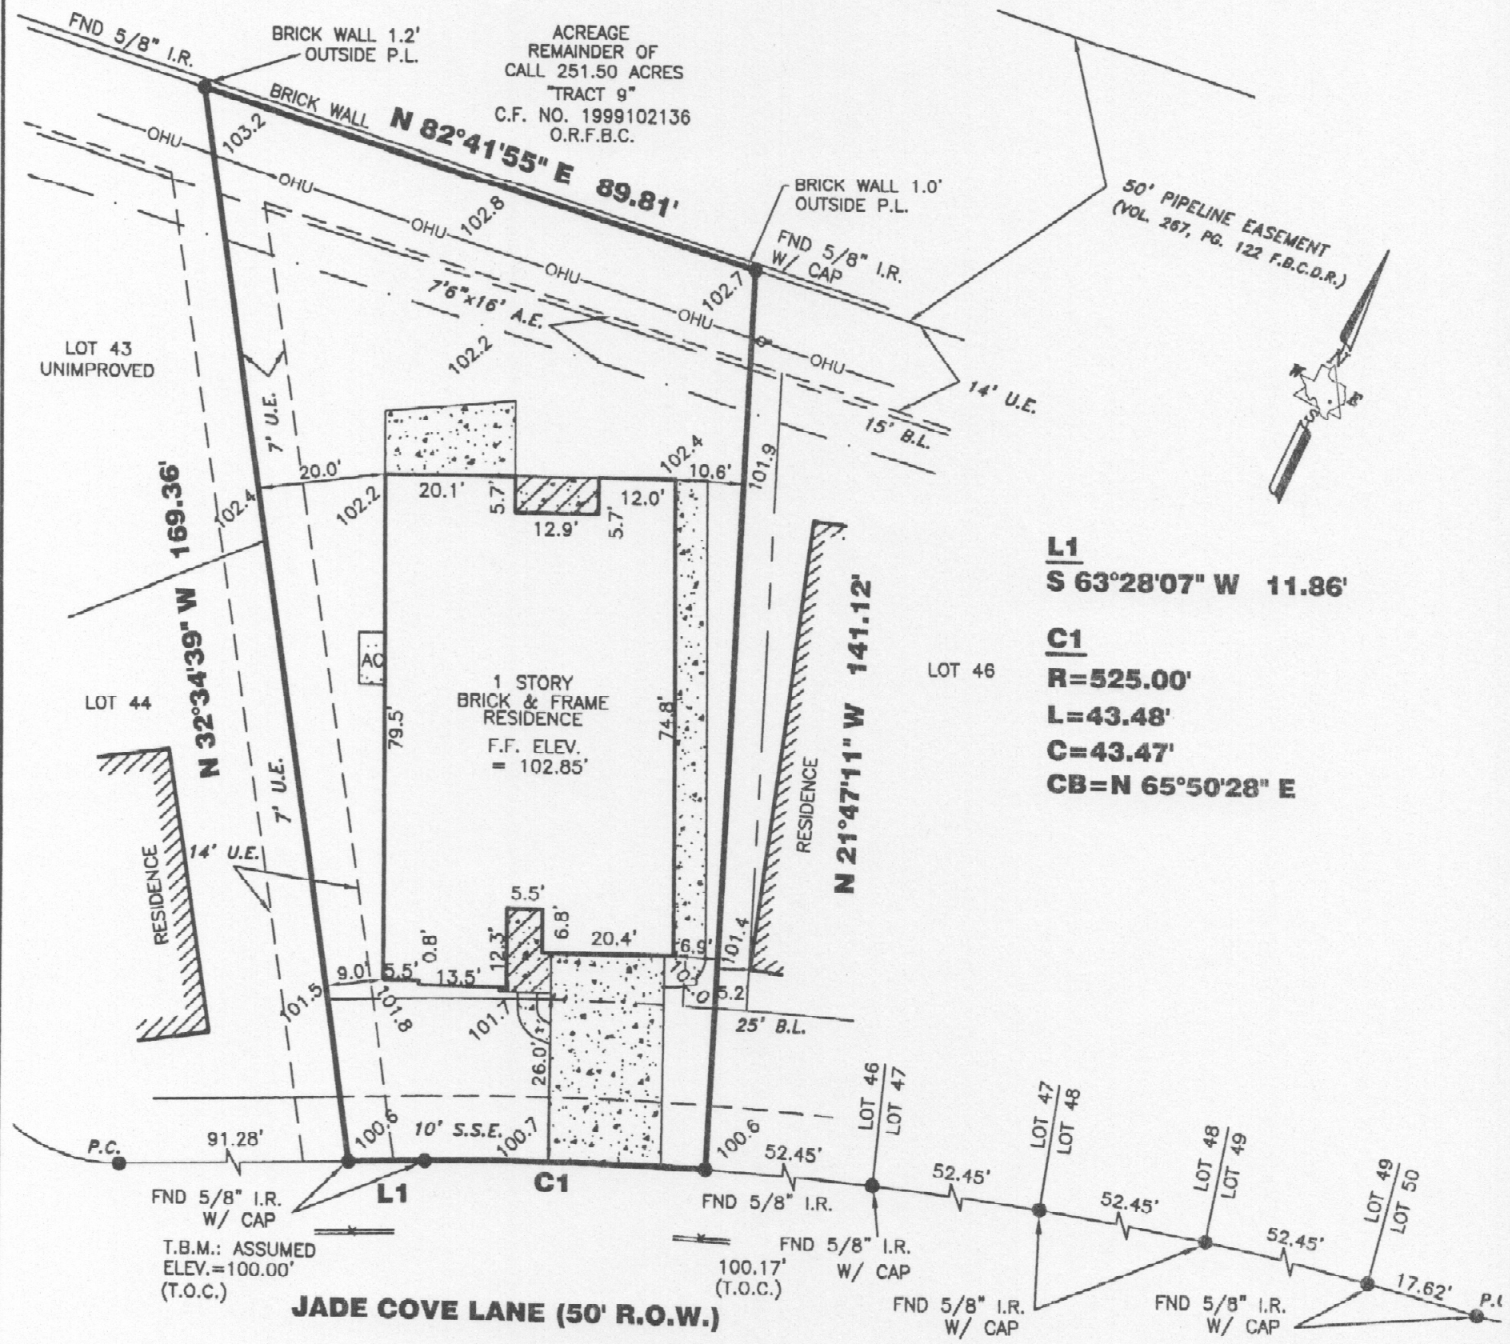 FND 5/8" I.R.
BRICK WALL 1.2'
OUTSIDE P.L.
ACREAGE
REMAINDER OF
CALL 251.50 ACRES
"TRACT 9"
C.F. NO. 1999102136
O.R.F.B.C.
BRICK WALL
N 82°41'55" E 89.81'
103.2
OHU
OHU
OHU
OHU
OHU
OHU
102.8
BRICK WALL 1.0'
OUTSIDE P.L.
FND 5/8" I.R.
W/ CAP
50' PIPELINE EASEMENT
(VOL. 267, PG. 122 F.B.C.D.R.)
102.7
7'6"x16' A.E.
102.2
LOT 43
UNIMPROVED
14' U.E.
15' B.L.
N
W
E
S
7' U.E.
20.0'
102.4
102.2
20.1'
5.7'
12.9'
5.7'
12.0'
102.4
10.6'
101.9
N 32°34'39" W 169.36'
L1
S 63°28'07" W 11.86'
C1
R=525.00'
L=43.48'
C=43.47'
CB=N 65°50'28" E
AC
LOT 44
1 STORY
BRICK & FRAME
RESIDENCE
F.F. ELEV.
= 102.85'
79.5'
74.8'
N 21°47'11" W 141.12'
LOT 46
RESIDENCE
7' U.E.
14' U.E.
RESIDENCE
5.5'
6.8'
12.3'
20.4'
0.8'
9.0'
5.5'
13.5'
6.9'
101.4
101.5
101.8
101.7
101.0
5.2'
25' B.L.
26.0'
P.C.
91.28'
100.6
10' S.S.E.
100.7
100.6
52.45'
LOT 46
LOT 47
52.45'
LOT 47
LOT 48
52.45'
LOT 48
LOT 49
52.45'
LOT 49
LOT 50
17.62'
FND 5/8" I.R.
W/ CAP
L1
C1
FND 5/8" I.R.
T.B.M.: ASSUMED
ELEV.=100.00'
(T.O.C.)
100.17'
(T.O.C.)
FND 5/8" I.R.
W/ CAP
FND 5/8" I.R.
W/ CAP
FND 5/8" I.R.
W/ CAP
JADE COVE LANE (50' R.O.W.)